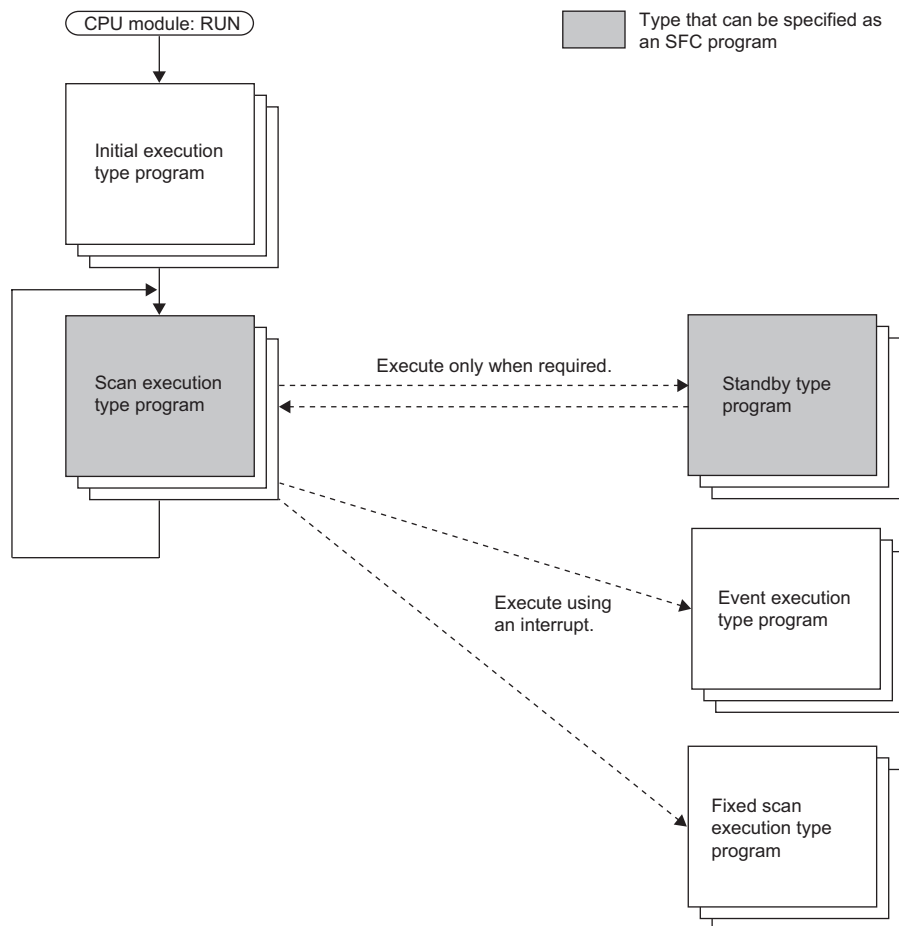 CPU module: RUN
Type that can be specified as
an SFC program
Initial execution
type program
Scan execution
type program
Execute only when required.
Standby type
program
Execute using
an interrupt.
Event execution
type program
Fixed scan
execution type
program